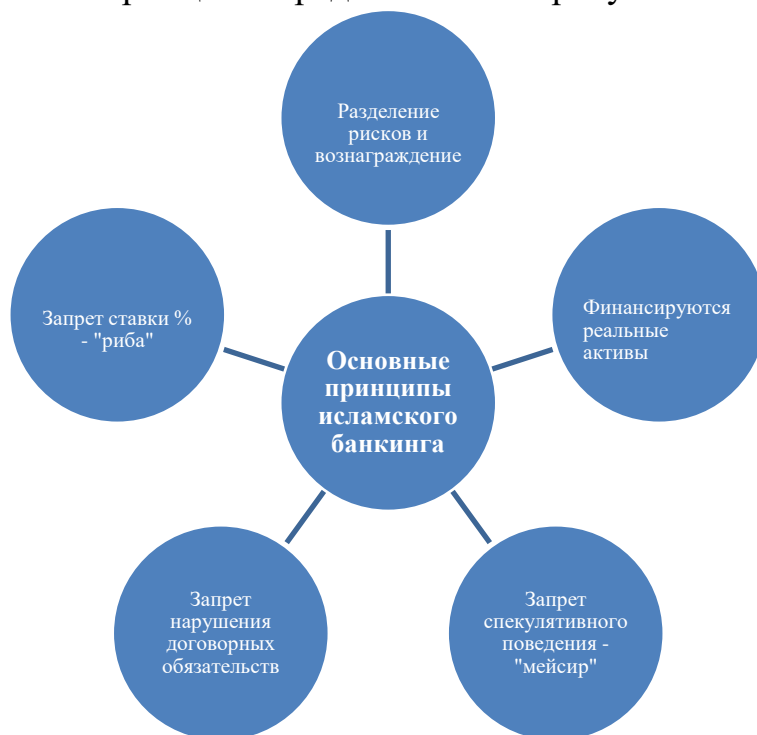 Разделение
рисков и
вознаграждение
Запрет ставки %
- "риба"
Финансируются
реальные
активы
Основные
принципы
исламского
банкинга
Запрет
нарушения
договорных
обязательств
Запрет
спекулятивного
поведения -
"мейсир"